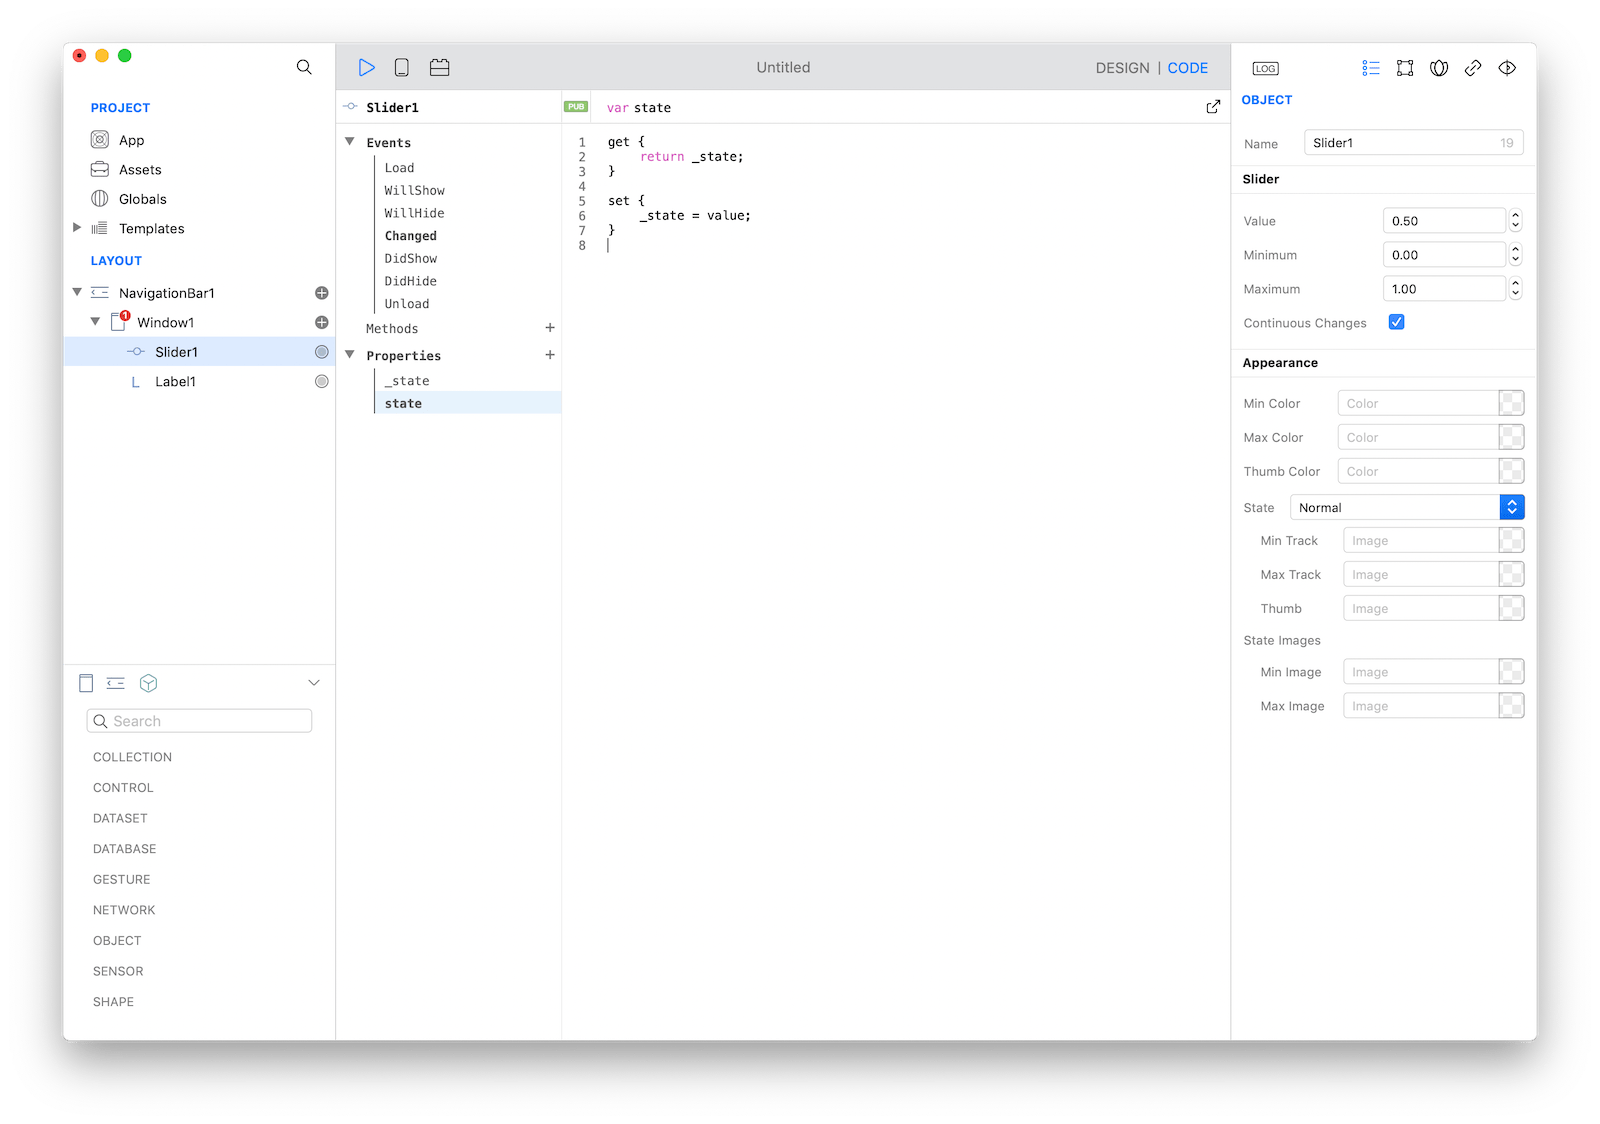 PROJECT
App
Assets
Globals
Templates
LAYOUT
NavigationBar1
1
Window1
Slider1
Label1
Search
COLLECTION
CONTROL
DATASET
DATABASE
GESTURE
NETWORK
OBJECT
SENSOR
SHAPE
Untitled
DESIGN | CODE
Slider1
PUB
var state
Events
Load
WillShow
WillHide
Changed
DidShow
DidHide
Unload
Methods +
Properties +
_state
state
1 get {
2 return _state;
3 }
4
5 set {
6 _state = value;
7 }
8
LOG
OBJECT
Name Slider1 19
Slider
Value 0.50
Minimum 0.00
Maximum 1.00
Continuous Changes
Appearance
Min Color Color
Max Color Color
Thumb Color Color
State Normal
Min Track Image
Max Track Image
Thumb Image
State Images
Min Image Image
Max Image Image